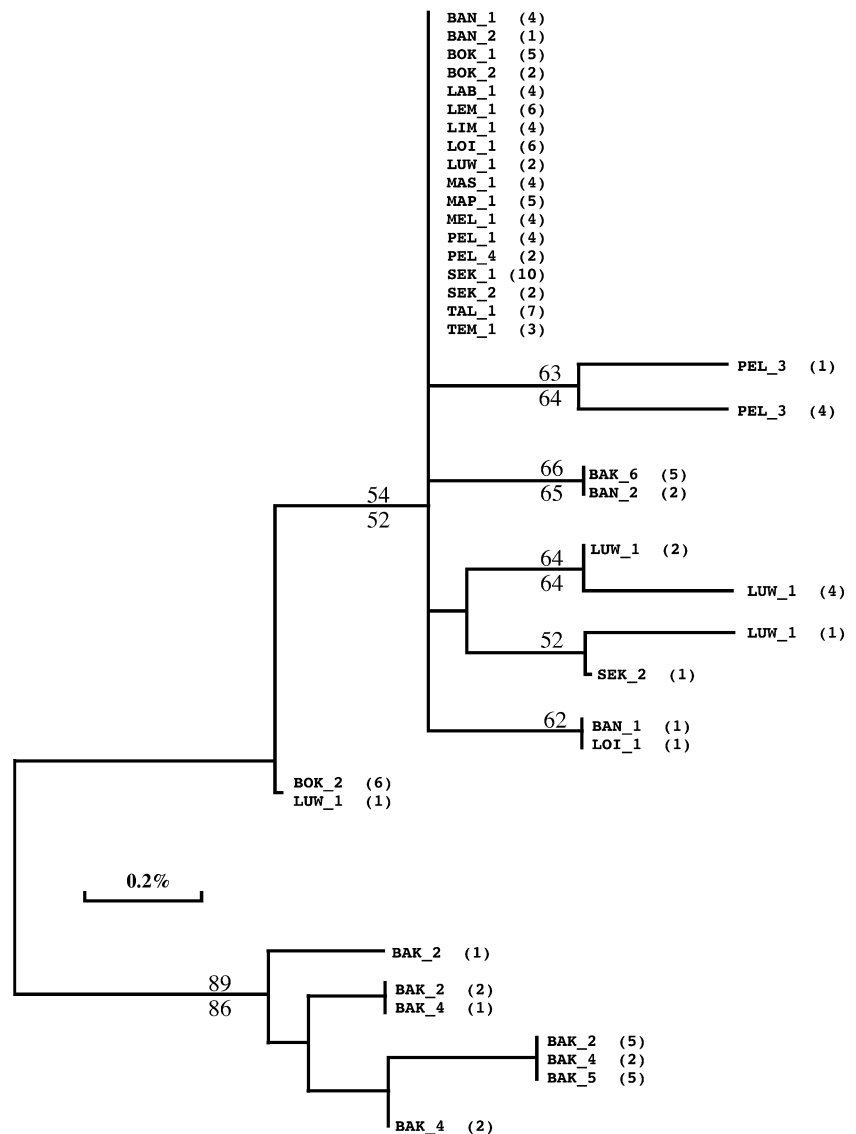 BAN_1 (4)
BAN_2 (1)
BOK_1 (5)
BOK_2 (2)
LAB_1 (4)
LEM_1 (6)
LIM_1 (4)
LOI_1 (6)
LUW_1 (2)
MAS_1 (4)
MAP_1 (5)
MEL_1 (4)
PEL_1 (4)
PEL_4 (2)
SEK_1 (10)
SEK_2 (2)
TAL_1 (7)
TEM_1 (3)
63
64
PEL_3 (1)
PEL_3 (4)
66
65
BAK_6 (5)
BAN_2 (2)
54
52
64
64
LUW_1 (2)
LUW_1 (4)
52
LUW_1 (1)
SEK_2 (1)
62
BAN_1 (1)
LOI_1 (1)
BOK_2 (6)
LUW_1 (1)
0.2%
89
86
BAK_2 (1)
BAK_2 (2)
BAK_4 (1)
BAK_2 (5)
BAK_4 (2)
BAK_5 (5)
BAK_4 (2)